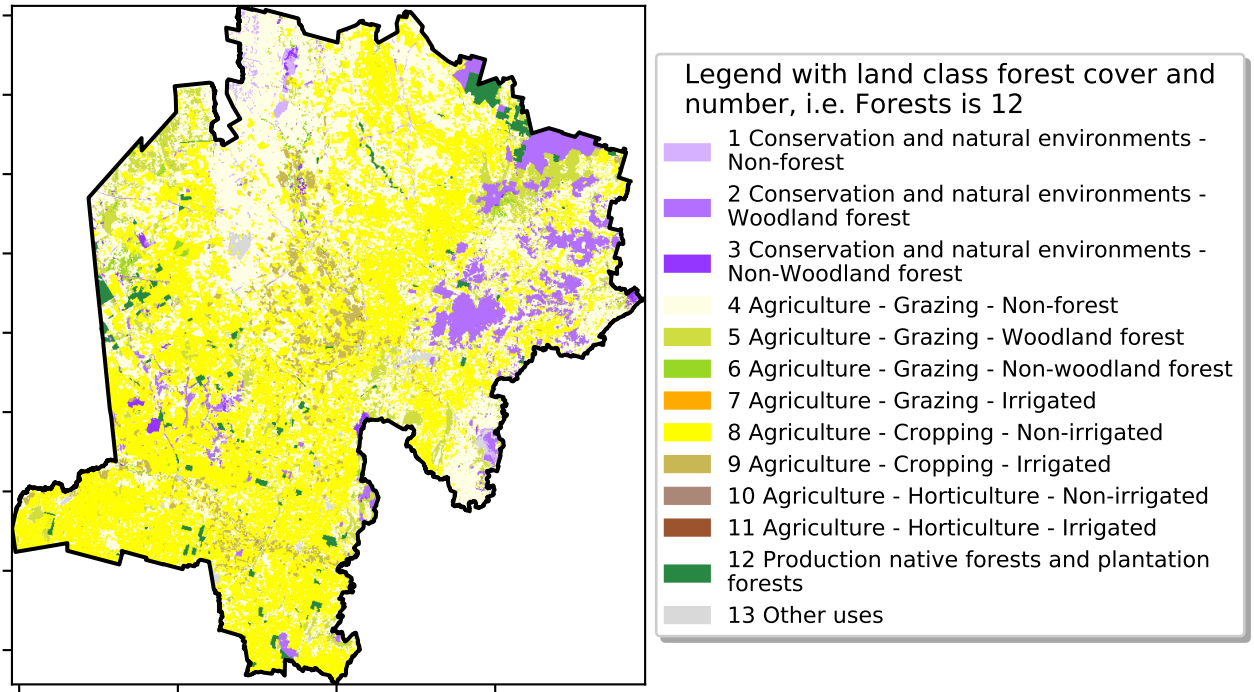 Legend with land class forest cover and
number, i.e. Forests is 12
1 Conservation and natural environments -
Non-forest
2 Conservation and natural environments -
Woodland forest
3 Conservation and natural environments -
Non-Woodland forest
4 Agriculture - Grazing - Non-forest
5 Agriculture - Grazing - Woodland forest
6 Agriculture - Grazing - Non-woodland forest
7 Agriculture - Grazing - Irrigated
8 Agriculture - Cropping - Non-irrigated
9 Agriculture - Cropping - Irrigated
10 Agriculture - Horticulture - Non-irrigated
11 Agriculture - Horticulture - Irrigated
12 Production native forests and plantation
forests
13 Other uses